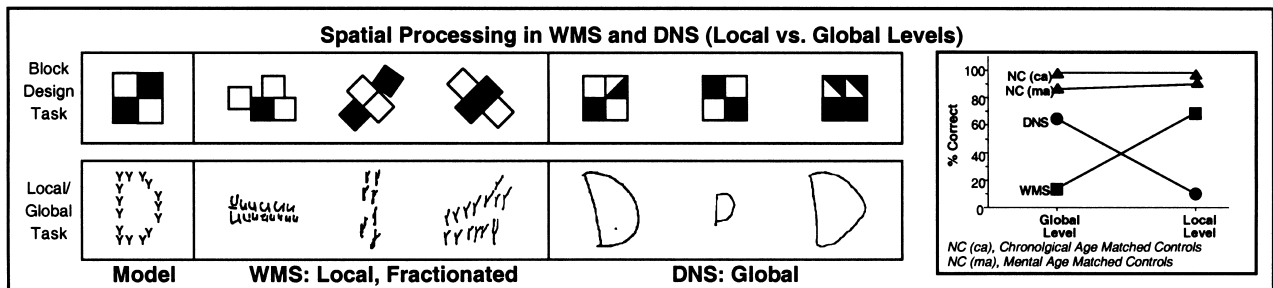 Spatial Processing in WMS and DNS (Local vs. Global Levels)
Block
Design
Task
Local/
Global
Task
Model
WMS: Local, Fractionated
DNS: Global
% Correct
100
80
60
40
20
0
NC (ca)
NC (ma)
DNS
WMS
Global
Level
Local
Level
NC (ca), Chronolgical Age Matched Controls
NC (ma), Mental Age Matched Controls